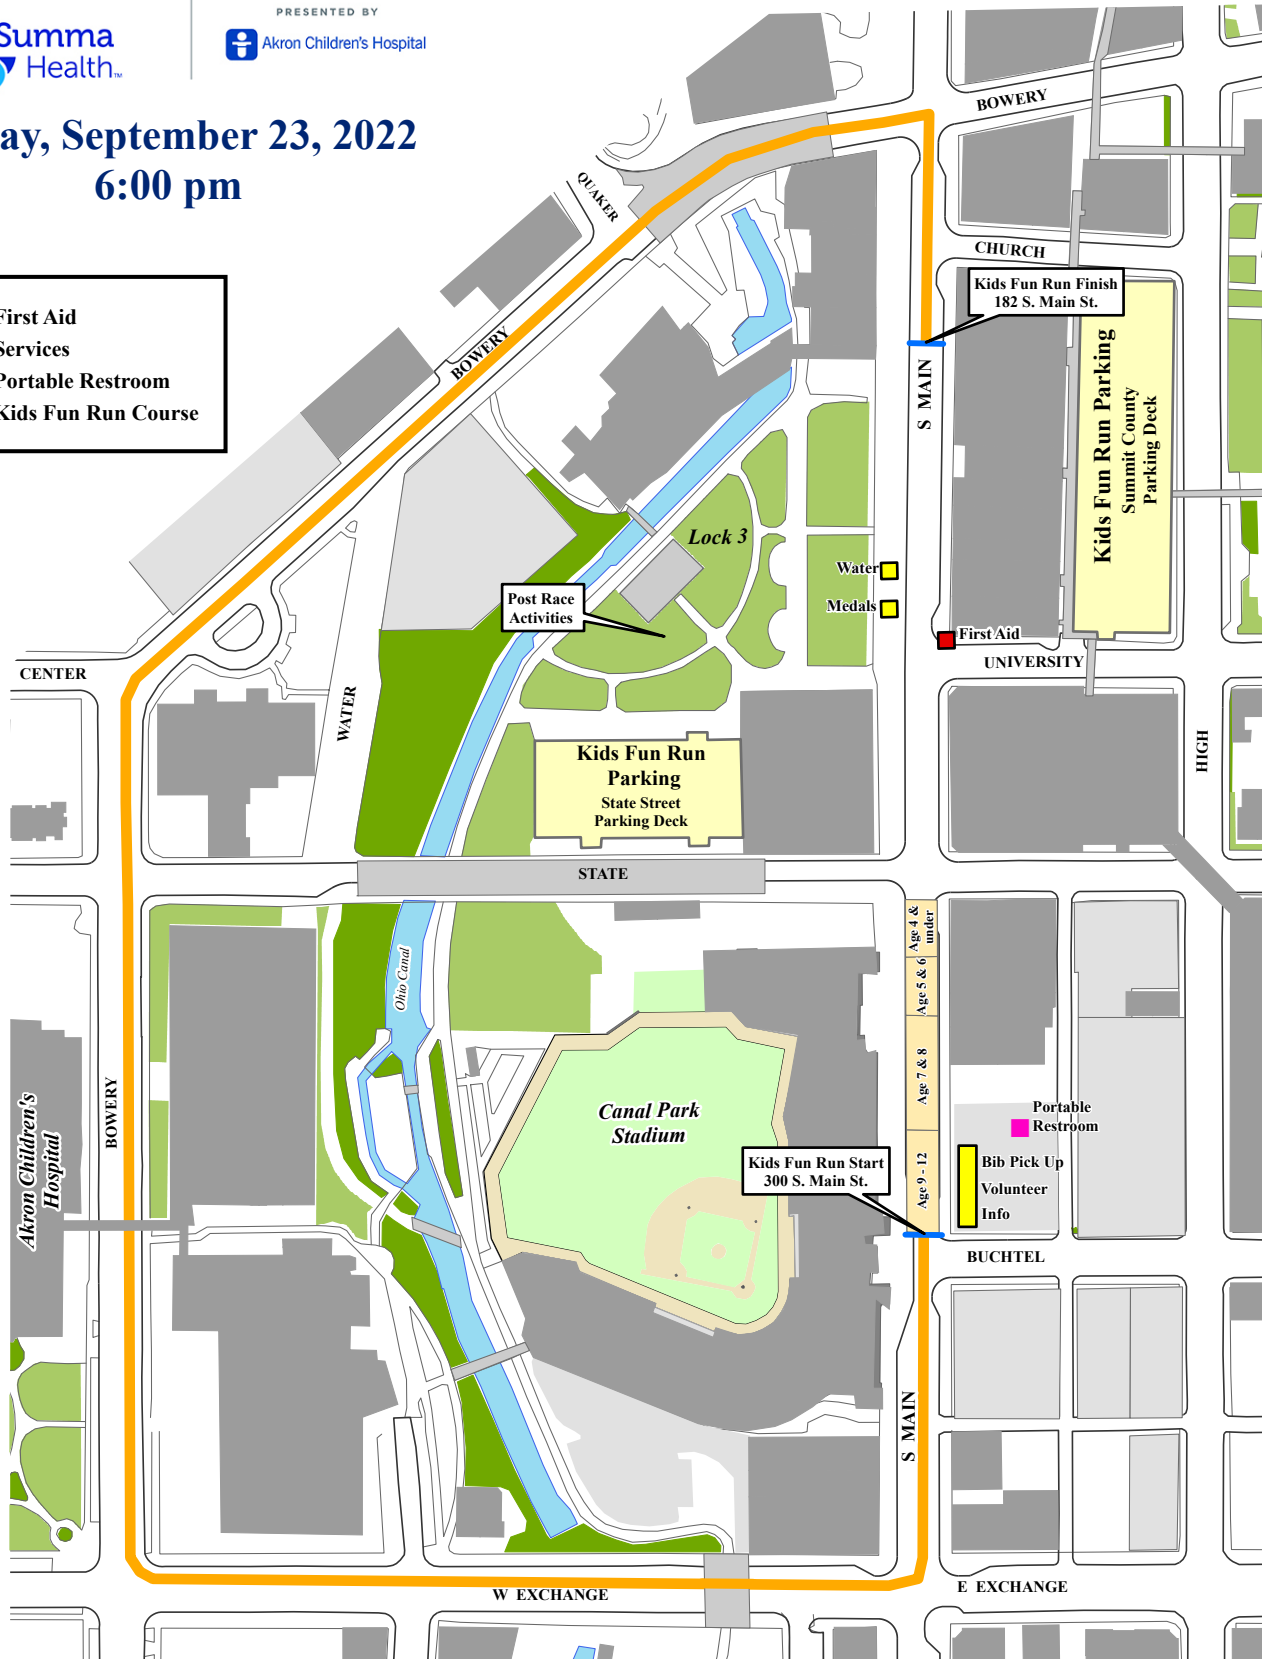 Summa
Health™
PRESENTED BY
Akron Children's Hospital
ay, September 23, 2022
6:00 pm
First Aid
Services
Portable Restroom
Kids Fun Run Course
BOWERY
QUAKER
CHURCH
Kids Fun Run Finish
182 S. Main St.
BOWERY
S MAIN
Kids Fun Run Parking
Summit County
Parking Deck
Lock 3
Water
Medals
Post Race
Activities
First Aid
UNIVERSITY
CENTER
WATER
HIGH
Kids Fun Run
Parking
State Street
Parking Deck
STATE
Age 4 &
under
Age 5 & 6
Age 7 & 8
Age 9 - 12
Ohio Canal
Akron Children's
Hospital
BOWERY
Canal Park
Stadium
Portable
Restroom
Kids Fun Run Start
300 S. Main St.
Bib Pick Up
Volunteer
Info
BUCHTEL
S MAIN
W EXCHANGE
E EXCHANGE